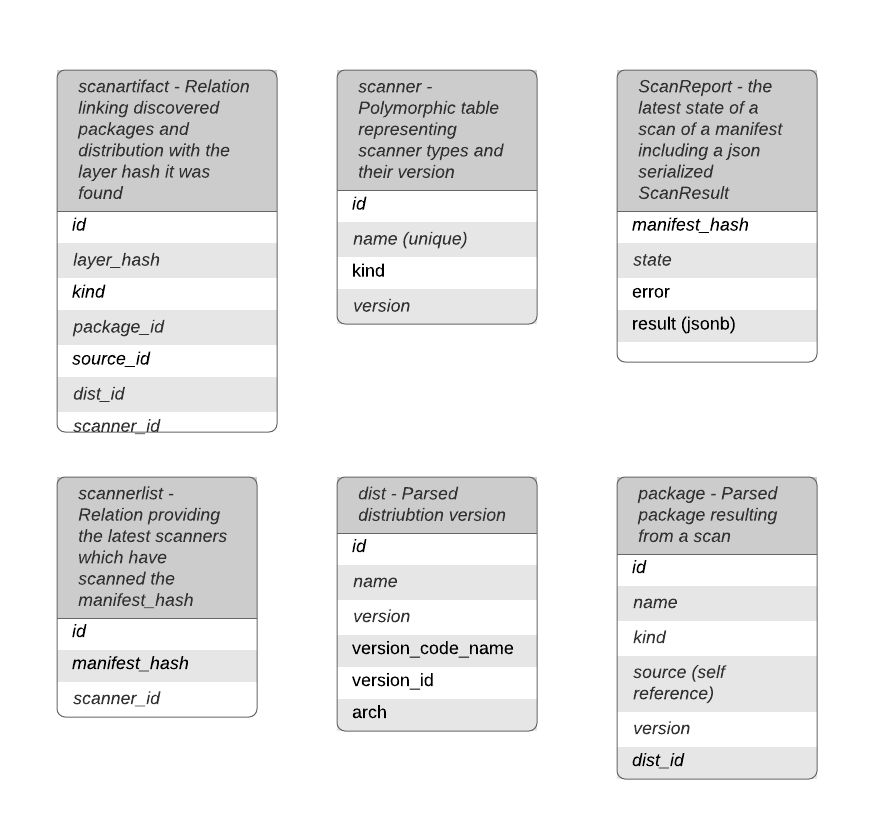 scanartifact - Relation
linking discovered
packages and
distribution with the
layer hash it was
found
id
layer_hash
kind
package_id
source_id
dist_id
scanner_id
scanner -
Polymorphic table
representing
scanner types and
their version
id
name (unique)
kind
version
ScanReport - the
latest state of a
scan of a manifest
including a json
serialized
ScanResult
manifest_hash
state
error
result (jsonb)
scannerlist -
Relation providing
the latest scanners
which have
scanned the
manifest_hash
id
manifest_hash
scanner_id
dist - Parsed
distriubtion version
id
name
version
version_code_name
version_id
arch
package - Parsed
package resulting
from a scan
id
name
kind
source (self
reference)
version
dist_id